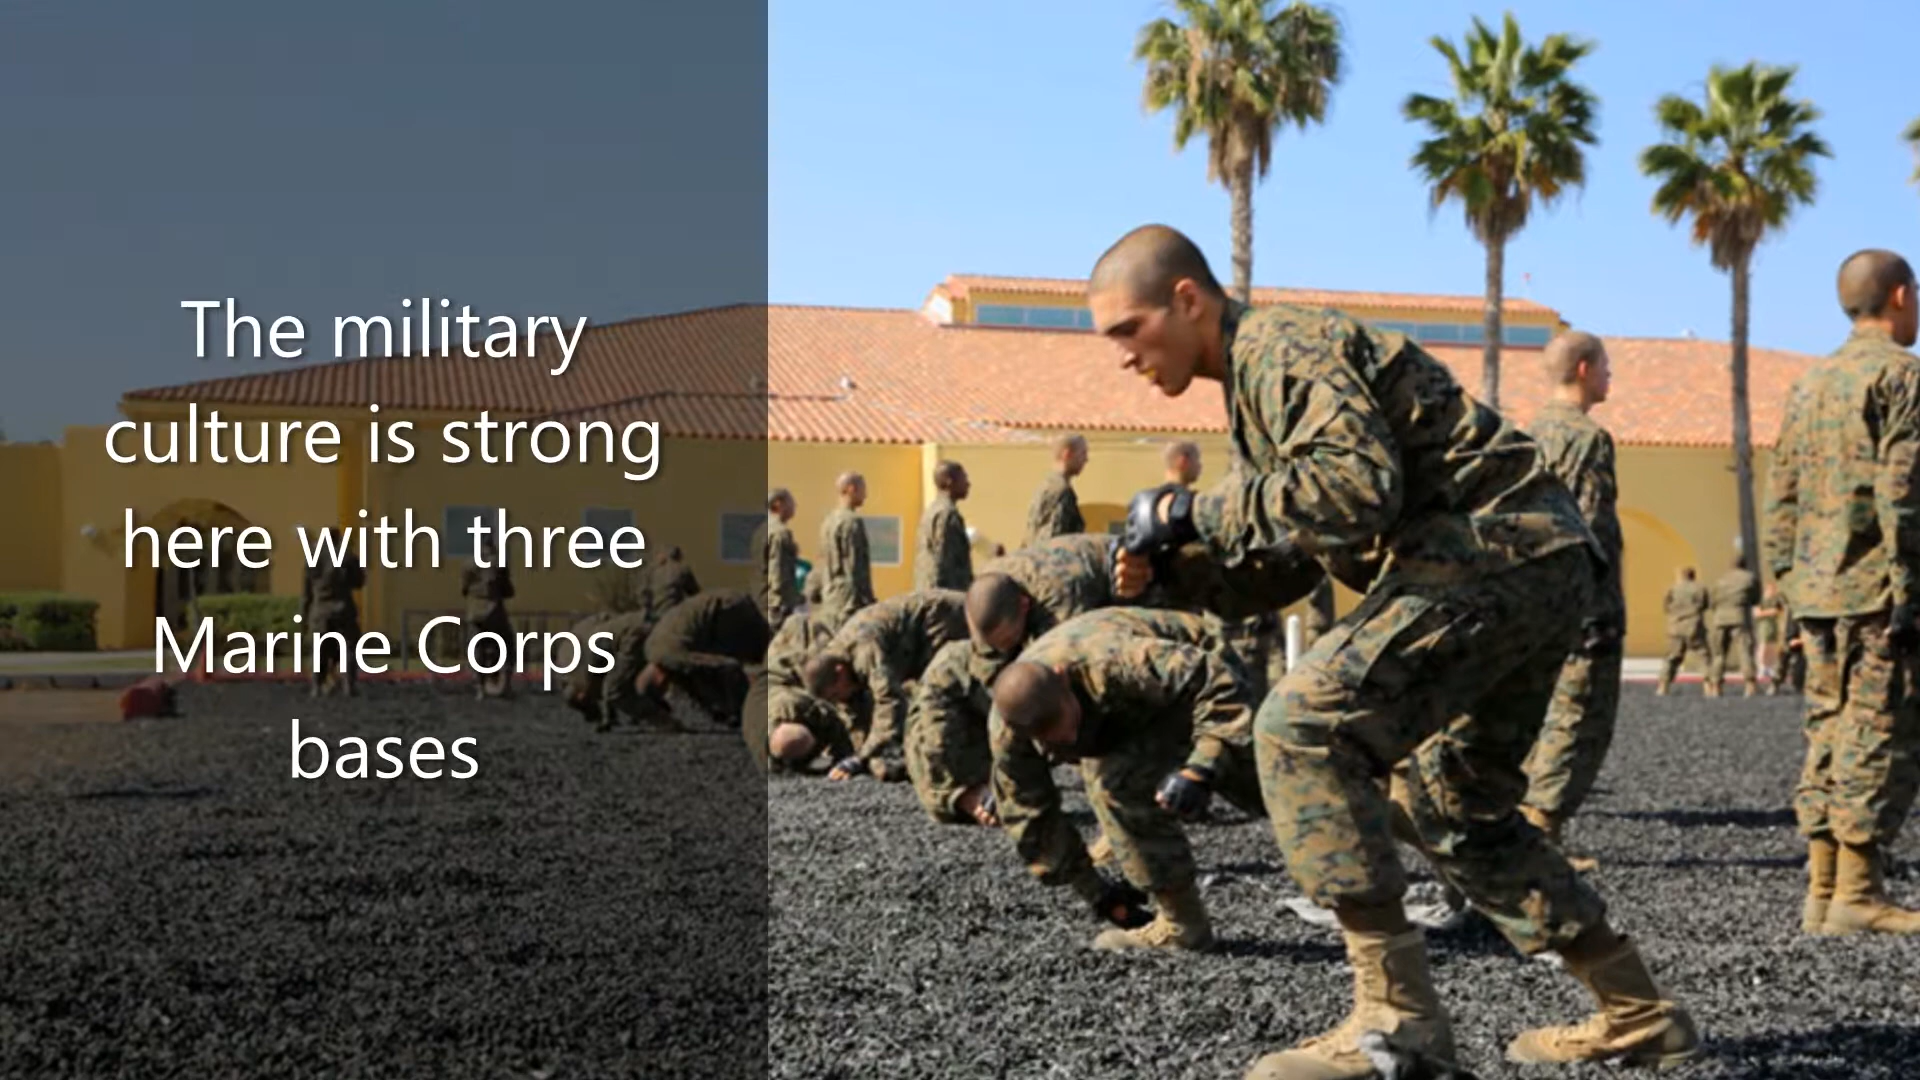 The military
culture is strong
here with three
Marine Corps
bases